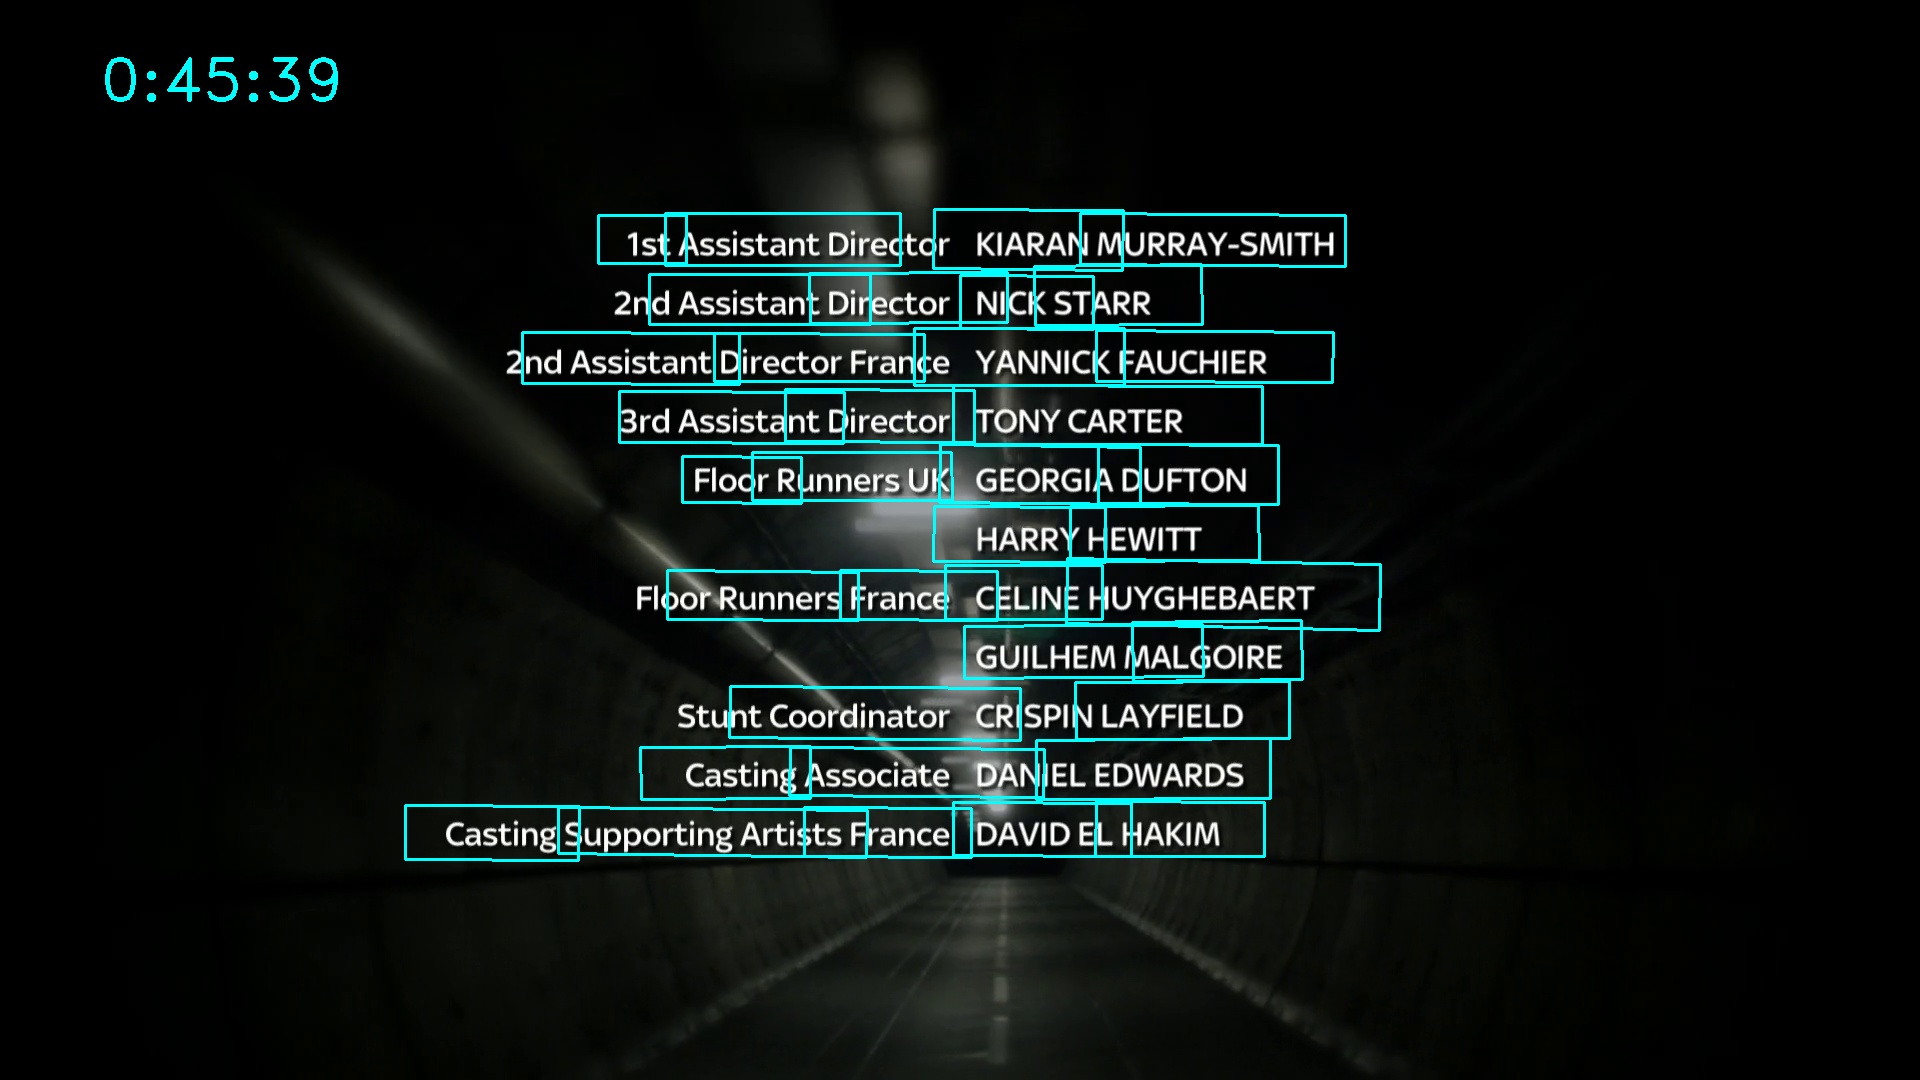 0:45:39
1st Assistant Director KIARAN MURRAY-SMITH
2nd Assistant Director NICK STARR
2nd Assistant Director France YANNICK FAUCHIER
3rd Assistant Director TONY CARTER
Floor Runners UK GEORGIA DUFTON
HARRY HEWITT
Floor Runners France CELINE HUYGHEBAERT
GUILHEM MALGOIRE
Stunt Coordinator CRISPIN LAYFIELD
Casting Associate DANIEL EDWARDS
Casting Supporting Artists France DAVID EL HAKIM